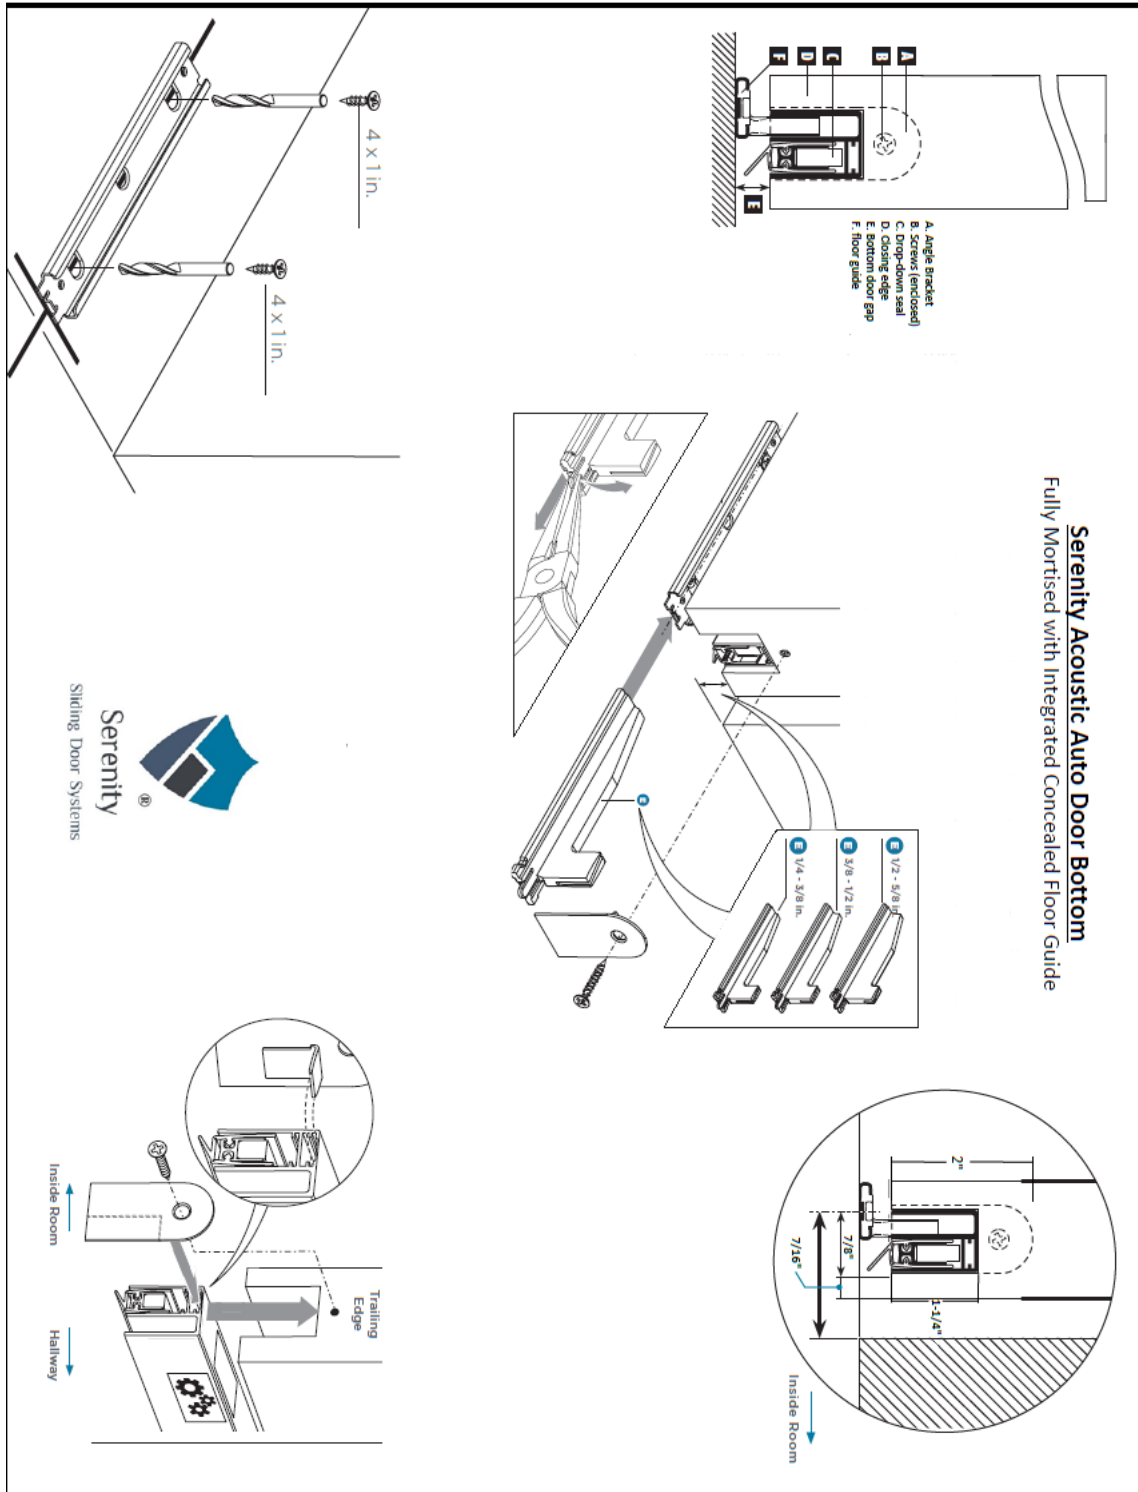 Serenity Acoustic Auto Door Bottom
Fully Mortised with Integrated Concealed Floor Guide
A
B
C
D
F
E
A. Angle Bracket
B. Screws (enclosed)
C. Drop-down seal
D. Closing edge
E. Bottom door gap
F. floor guide
4 x 1 in.
4 x 1 in.
E 1/2 - 5/8 in.
E 3/8 - 1/2 in.
E 1/4 - 3/8 in.
E
2"
7/8"
7/16"
1-1/4"
Inside Room
Serenity
®
Sliding Door Systems
Trailing
Edge
Inside Room
Hallway